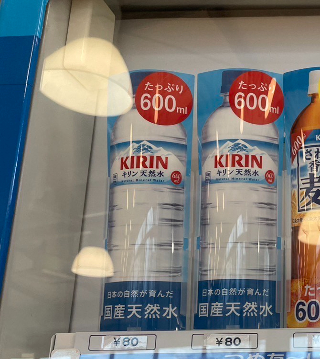 たっぷり
600ml
KIRIN
キリン 天然水
日本の自然が育んだ
国産天然水
¥80
たっぷり
600ml
KIRIN
キリン 天然水
日本の自然が育んだ
国産天然水
¥80
600